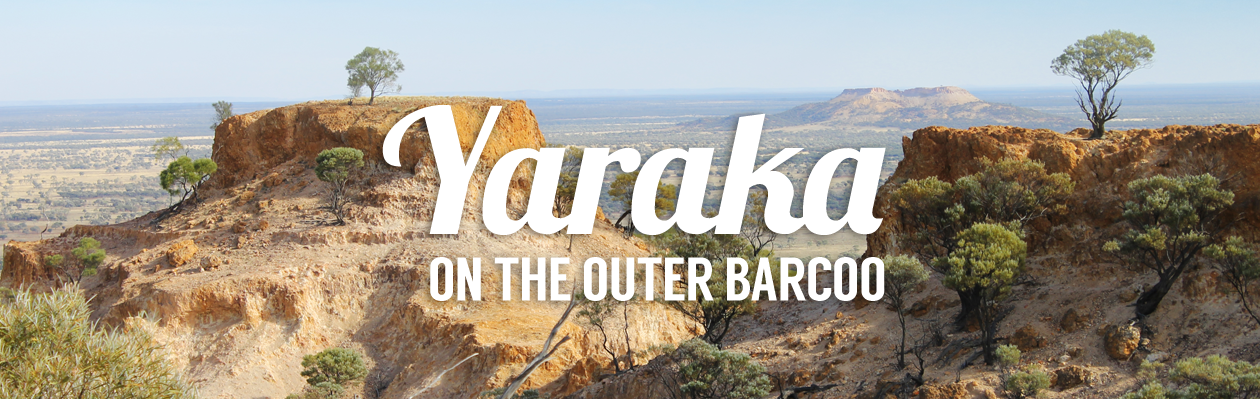 Yaraka
ON THE OUTER BARCOO